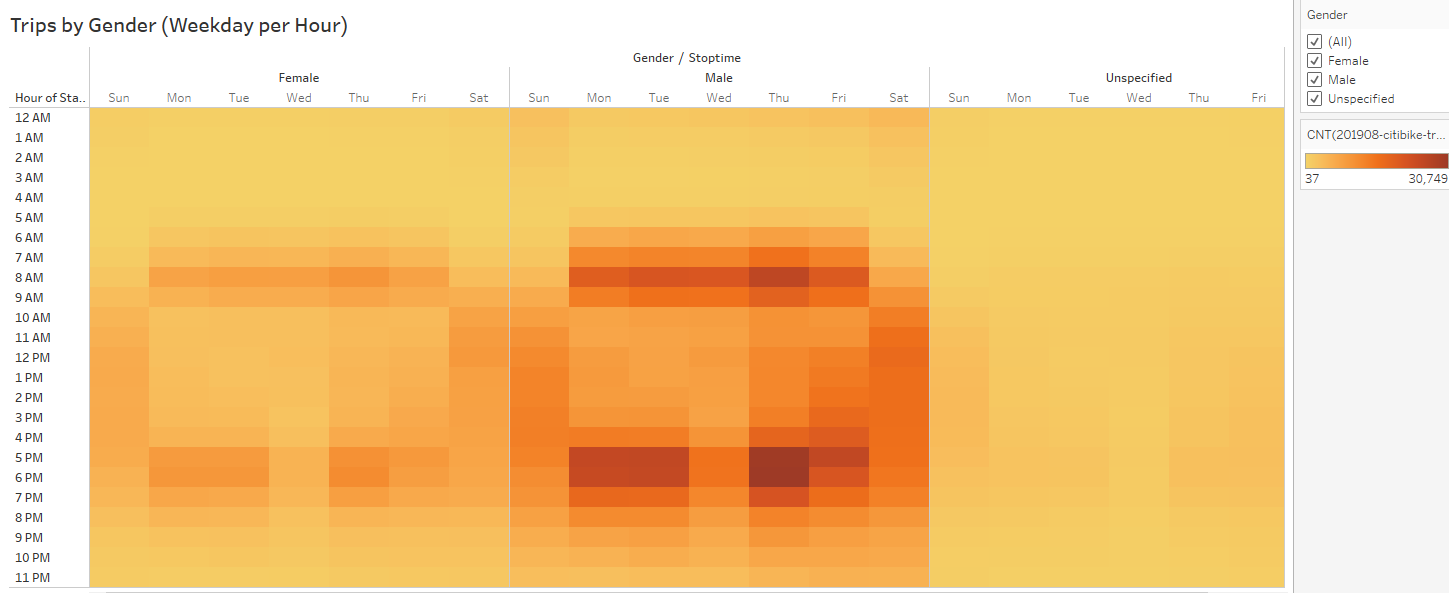 Trips by Gender (Weekday per Hour)
Gender / Stoptime
Female Male Unspecified
Hour of Sta.. Sun Mon Tue Wed Thu Fri Sat Sun Mon Tue Wed Thu Fri Sat Sun Mon Tue Wed Thu Fri
12 AM
1 AM
2 AM
3 AM
4 AM
5 AM
6 AM
7 AM
8 AM
9 AM
10 AM
11 AM
12 PM
1 PM
2 PM
3 PM
4 PM
5 PM
6 PM
7 PM
8 PM
9 PM
10 PM
11 PM
Gender
(All)
Female
Male
Unspecified
CNT(201908-citibike-tr...
37 30,749